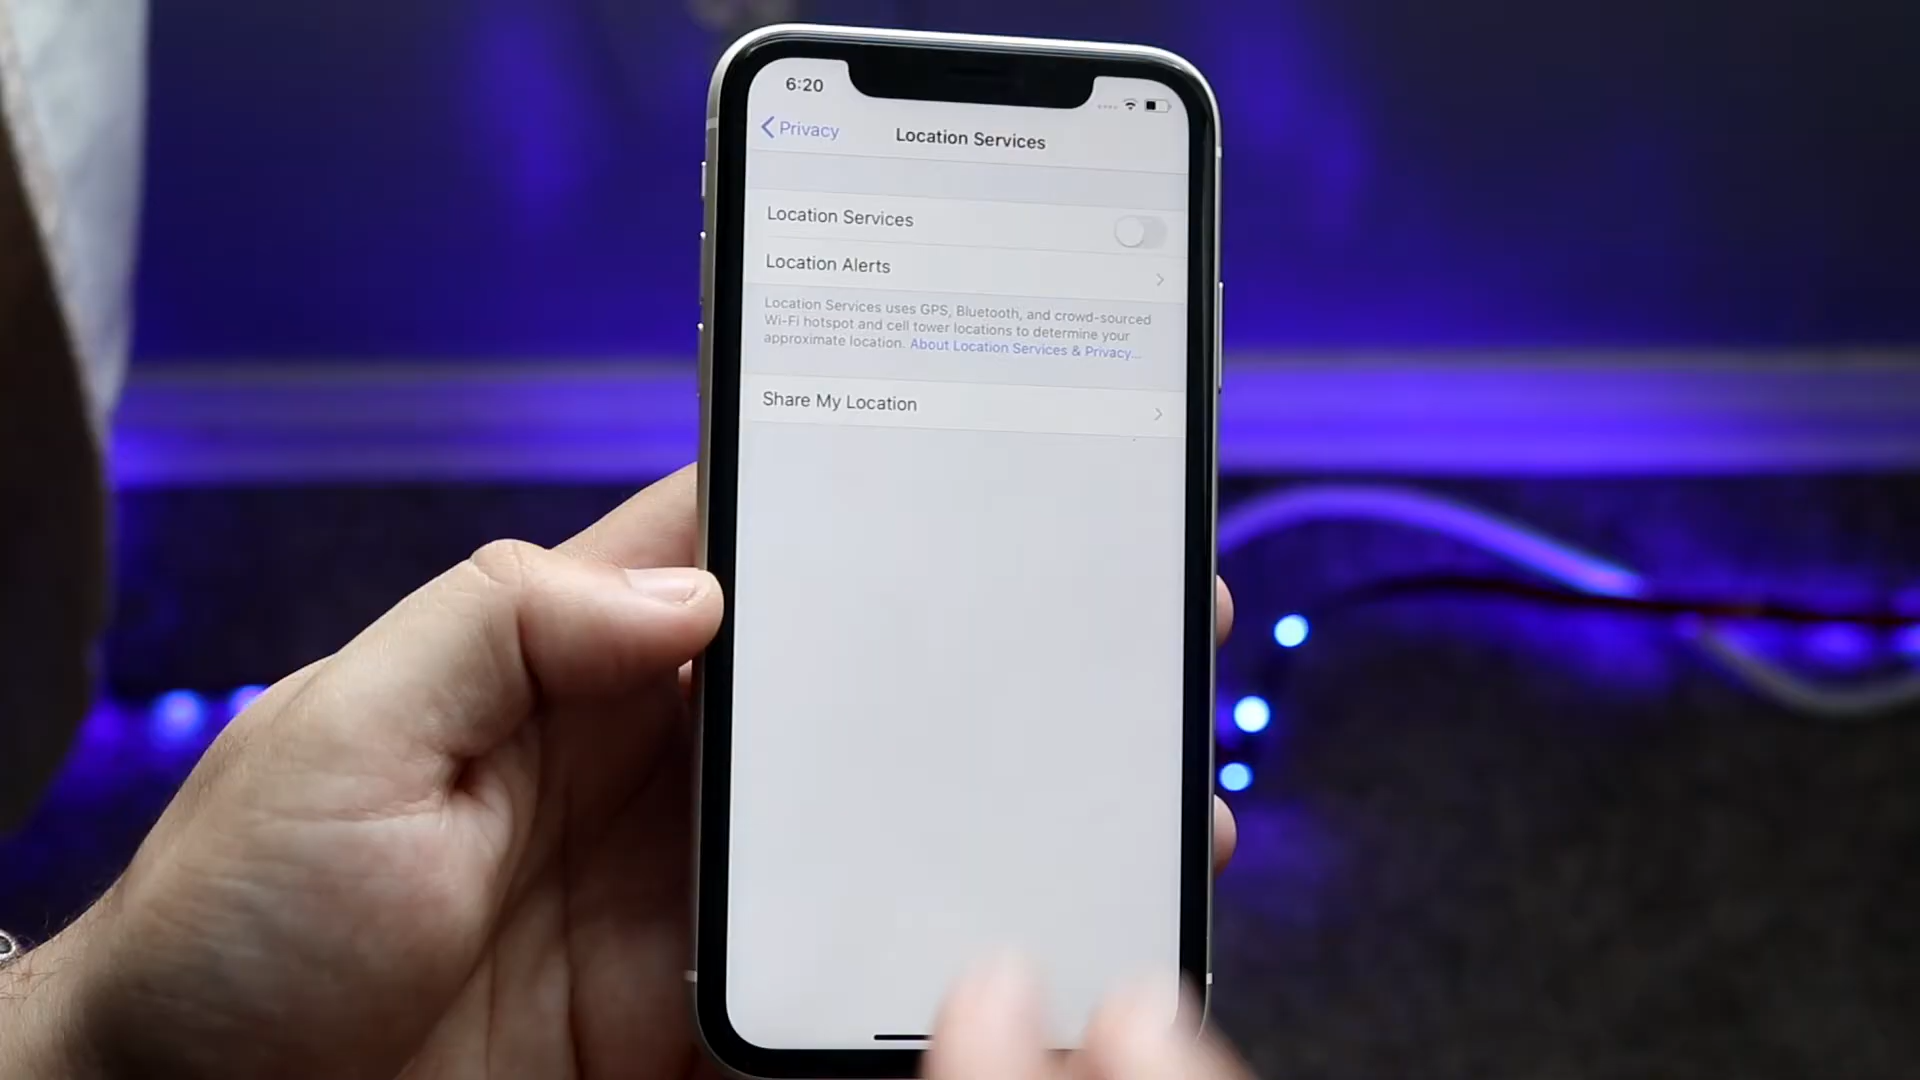 6:20
Privacy
Location Services
Location Services
Location Alerts
Location Services uses GPS, Bluetooth, and crowd-sourced
Wi-Fi hotspot and cell tower locations to determine your
approximate location. About Location Services & Privacy...
Share My Location